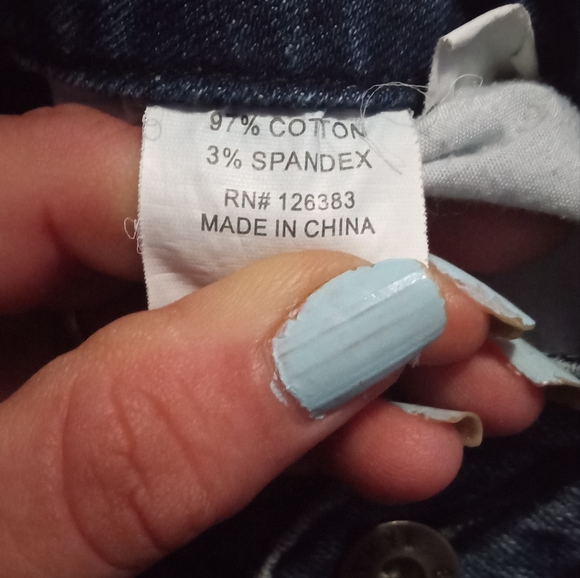 97% COTTON
3% SPANDEX
RN# 126383
MADE IN CHINA